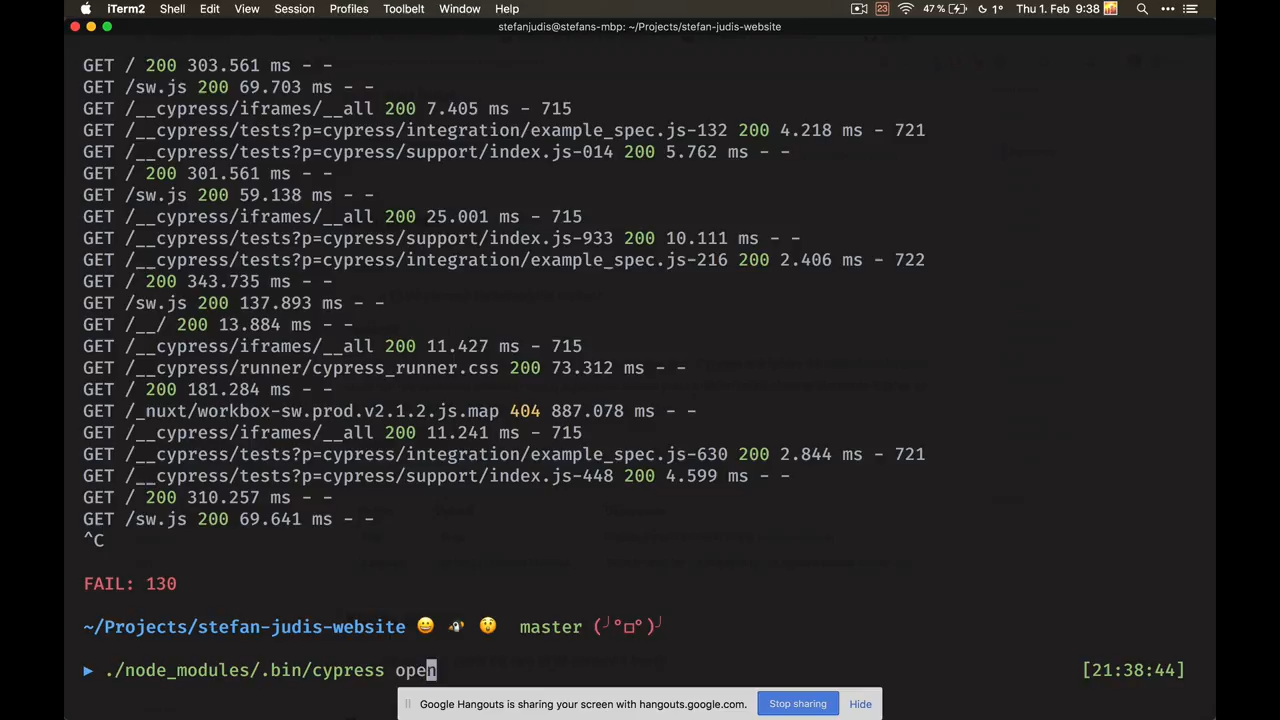 iTerm2 Shell Edit View Session Profiles Toolbelt Window Help 23 47 % 1° Thu 1. Feb 9:38
stefanjudis@stefans-mbp: ~/Projects/stefan-judis-website
GET / 200 303.561 ms - -
GET /sw.js 200 69.703 ms - -
GET /__cypress/iframes/__all 200 7.405 ms - 715
GET /__cypress/tests?p=cypress/integration/example_spec.js-132 200 4.218 ms - 721
GET /__cypress/tests?p=cypress/support/index.js-014 200 5.762 ms - -
GET / 200 301.561 ms - -
GET /sw.js 200 59.138 ms - -
GET /__cypress/iframes/__all 200 25.001 ms - 715
GET /__cypress/tests?p=cypress/support/index.js-933 200 10.111 ms - -
GET /__cypress/tests?p=cypress/integration/example_spec.js-216 200 2.406 ms - 722
GET / 200 343.735 ms - -
GET /sw.js 200 137.893 ms - -
GET /__/ 200 13.884 ms - -
GET /__cypress/iframes/__all 200 11.427 ms - 715
GET /__cypress/runner/cypress_runner.css 200 73.312 ms - -
GET / 200 181.284 ms - -
GET /_nuxt/workbox-sw.prod.v2.1.2.js.map 404 887.078 ms - -
GET /__cypress/iframes/__all 200 11.241 ms - 715
GET /__cypress/tests?p=cypress/integration/example_spec.js-630 200 2.844 ms - 721
GET /__cypress/tests?p=cypress/support/index.js-448 200 4.599 ms - -
GET / 200 310.257 ms - -
GET /sw.js 200 69.641 ms - -
^C
FAIL: 130
~/Projects/stefan-judis-website 😀 🐶 😲 master (╯°□°)╯
▶ ./node_modules/.bin/cypress open [21:38:44]
Google Hangouts is sharing your screen with hangouts.google.com. Stop sharing Hide